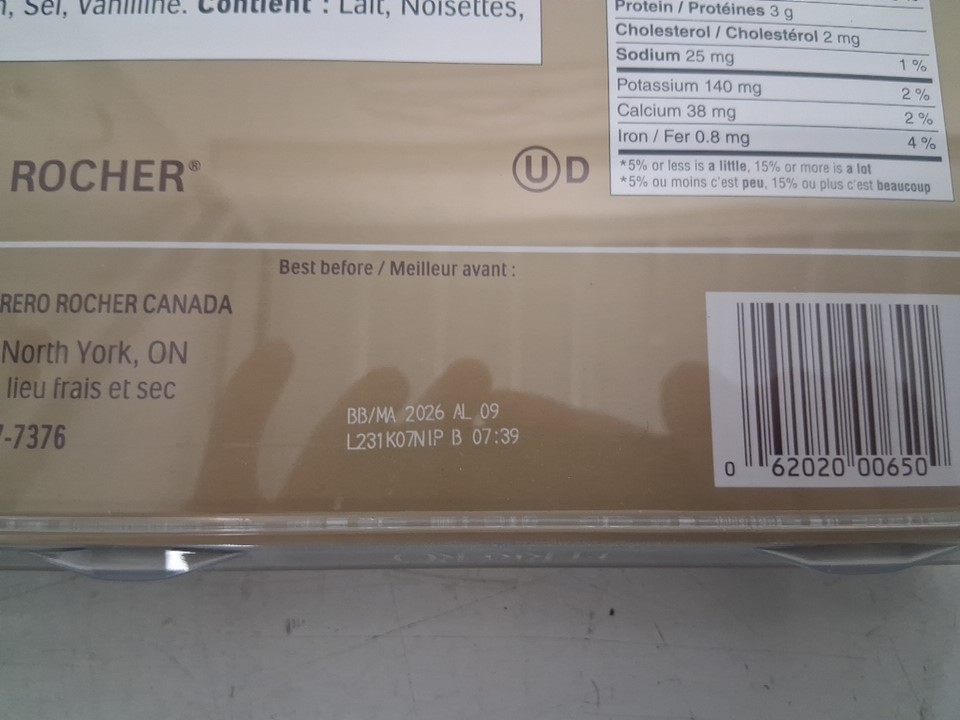 Sel, Vanilline. Contient : Lait, Noisettes,
Protein / Protéines 3 g
Cholesterol / Cholestérol 2 mg
Sodium 25 mg 1 %
Potassium 140 mg 2 %
Calcium 38 mg 2 %
Iron / Fer 0.8 mg 4 %
*5% or less is a little, 15% or more is a lot
*5% ou moins c'est peu, 15% ou plus c'est beaucoup
ROCHER®
U D
Best before / Meilleur avant :
RERO ROCHER CANADA
North York, ON
lieu frais et sec
7-7376
BB/MA 2026 AL 09
L231K07NIP B 07:39
0 62020 00650